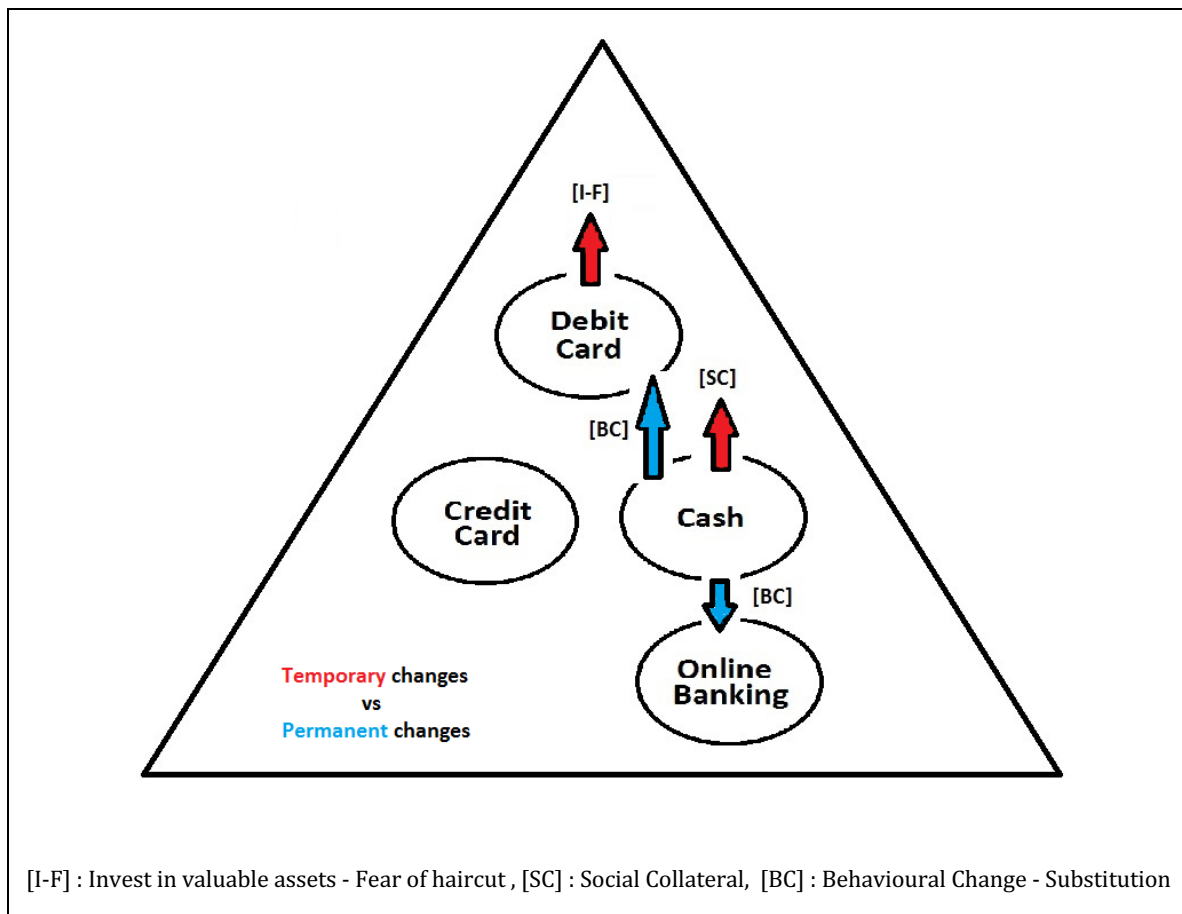 [I-F]
Debit
Card
[SC]
[BC]
Credit
Card
Cash
[BC]
Online
Banking
Temporary changes
vs
Permanent changes
[I-F] : Invest in valuable assets - Fear of haircut , [SC] : Social Collateral, [BC] : Behavioural Change - Substitution